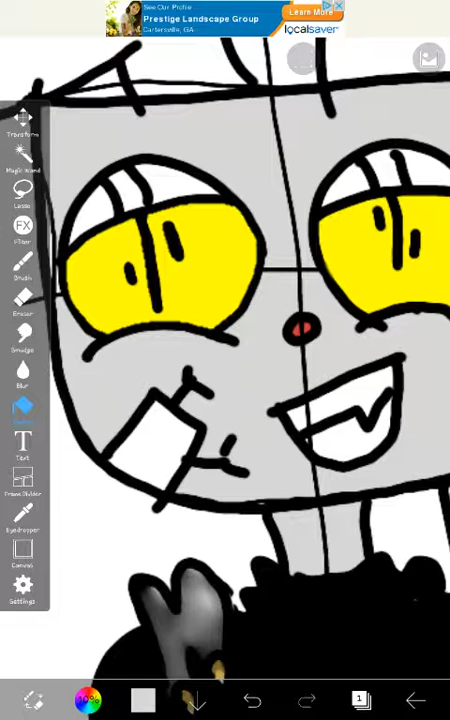 See Our Profile
Prestige Landscape Group
Cartersville, GA
Learn More
localsaver
Transform
Magic Wand
Lasso
FX
Filter
Brush
Eraser
Smudge
Blur
T
Text
Frame Divider
Eyedropper
Canvas
Settings
1